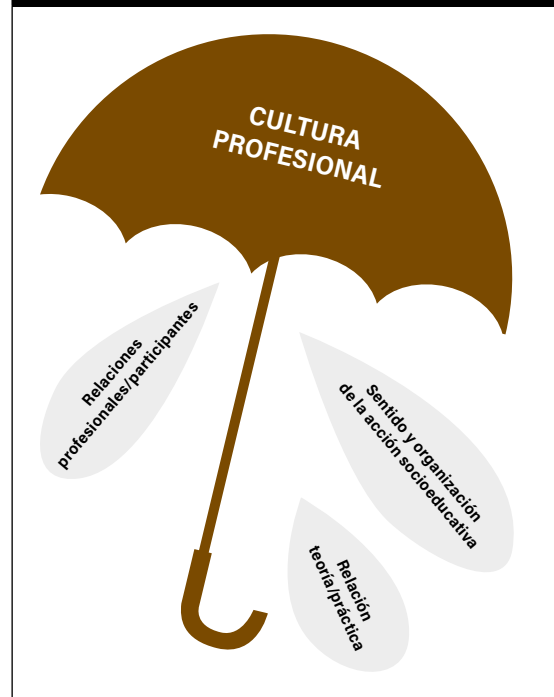 CULTURA
PROFESIONAL
Relaciones
profesionales/participantes
Sentido y organización
de la acción socioeducativa
Relación
teoría/práctica